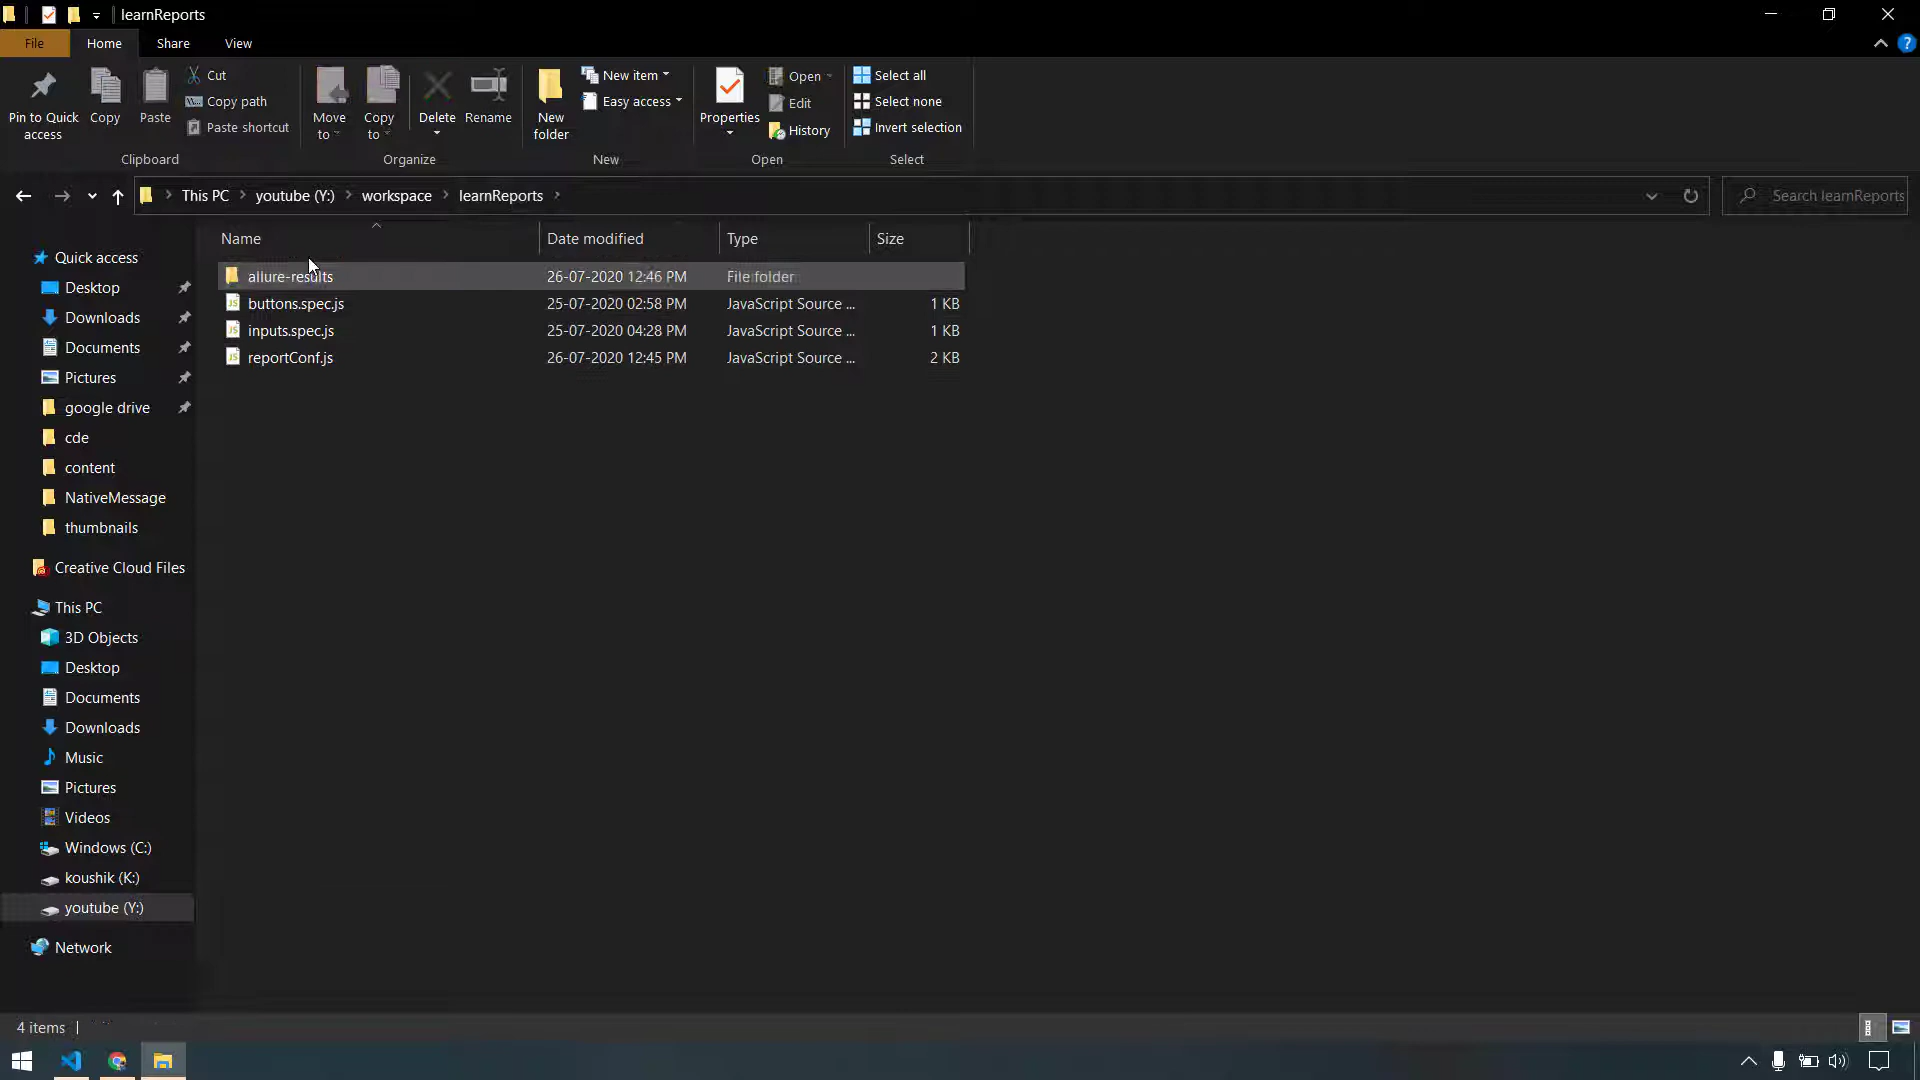 learnReports
File Home Share View
Pin to Quick access
Copy
Paste
Cut
Copy path
Paste shortcut
Clipboard
Move to
Copy to
Delete
Rename
Organize
New folder
New item
Easy access
New
Properties
Open
Edit
History
Open
Select all
Select none
Invert selection
Select
This PC youtube (Y:) workspace learnReports
Search learnReports
Name Date modified Type Size
allure-results 26-07-2020 12:46 PM File folder
buttons.spec.js 25-07-2020 02:58 PM JavaScript Source ... 1 KB
inputs.spec.js 25-07-2020 04:28 PM JavaScript Source ... 1 KB
reportConf.js 26-07-2020 12:45 PM JavaScript Source ... 2 KB
Quick access
Desktop
Downloads
Documents
Pictures
google drive
cde
content
NativeMessage
thumbnails
Creative Cloud Files
This PC
3D Objects
Desktop
Documents
Downloads
Music
Pictures
Videos
Windows (C:)
koushik (K:)
youtube (Y:)
Network
4 items